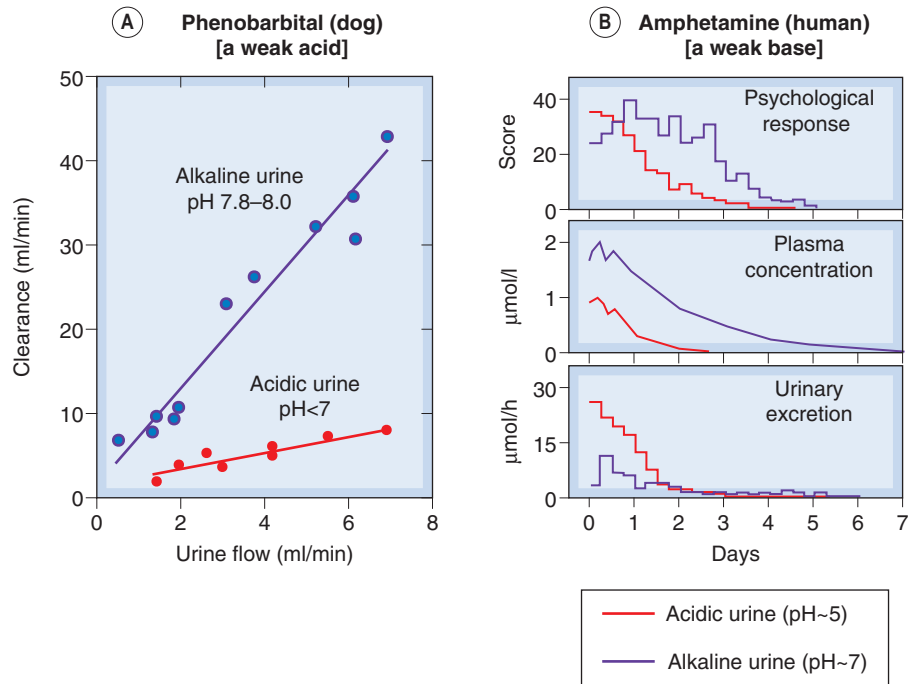 A
Phenobarbital (dog)
[a weak acid]
50
40
30
20
10
0
Clearance (ml/min)
Alkaline urine
pH 7.8–8.0
Acidic urine
pH<7
0 2 4 6 8
Urine flow (ml/min)
B
Amphetamine (human)
[a weak base]
40
20
0
Score
Psychological
response
2
1
0
μmol/l
Plasma
concentration
30
15
0
μmol/h
Urinary
excretion
0 1 2 3 4 5 6 7
Days
Acidic urine (pH~5)
Alkaline urine (pH~7)